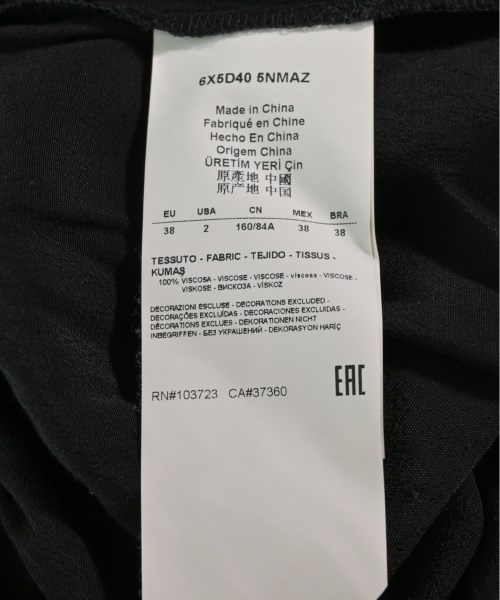 6X5D40 5NMAZ
Made in China
Fabriqué en Chine
Hecho En China
Origem China
ÜRETİM YERİ Çin
原產地 中國
原产地 中国
EU USA CN MEX BRA
38 2 160/84A 38 38
TESSUTO - FABRIC - TEJIDO - TISSUS -
KUMAŞ
100% VISCOSA - VISCOSE - VISCOSE - viscosa - VISCOSE -
VISKOSE - ВИСКОЗА - VİSKOZ
DECORAZIONI ESCLUSE - DECORATIONS EXCLUDED -
DECORAÇÕES EXCLUÍDAS - DECORACIONES EXCLUIDAS -
DÉCORATIONS EXCLUES - DEKORATIONEN NICHT
INBEGRIFFEN - БЕЗ УКРАШЕНИЙ - DEKORASYON HARİÇ
RN#103723 CA#37360
EAC